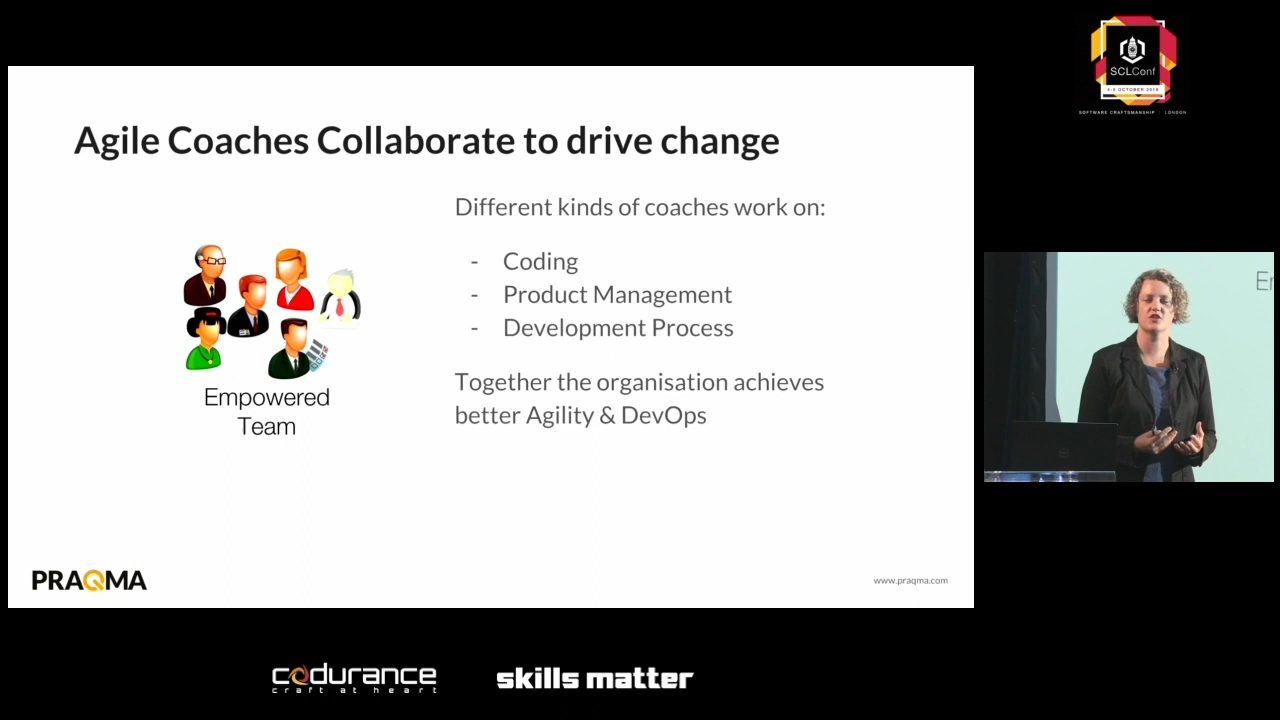 SCLConf
4-5 OCTOBER 2018
SOFTWARE CRAFTSMANSHIP · LONDON
Agile Coaches Collaborate to drive change
Different kinds of coaches work on:
- Coding
- Product Management
- Development Process
Together the organisation achieves
better Agility & DevOps
Empowered
Team
PRAQMA
www.praqma.com
codurance
craft at heart
skills matter